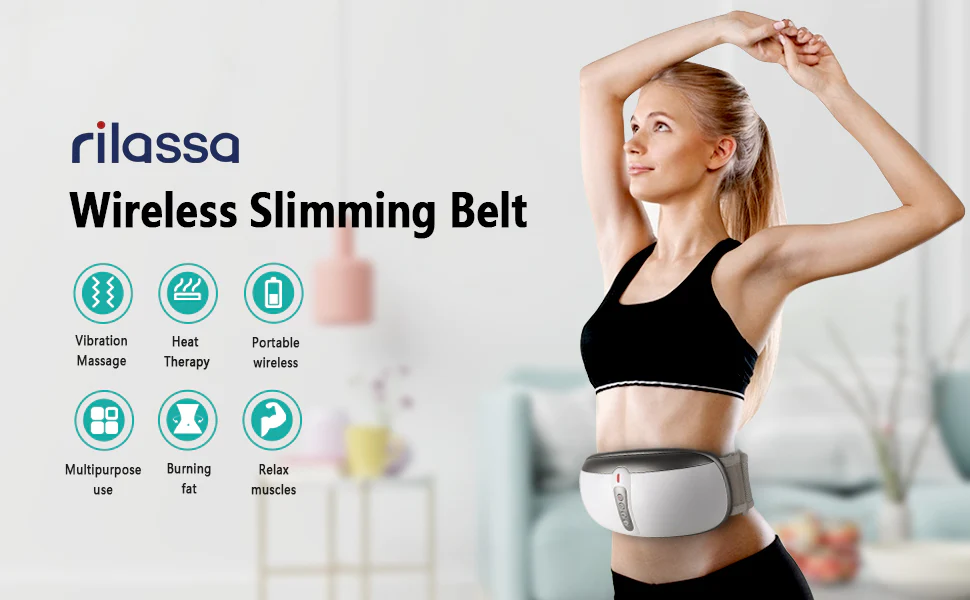 rilassa
Wireless Slimming Belt
Vibration
Massage
Heat
Therapy
Portable
wireless
Multipurpose
use
Burning
fat
Relax
muscles